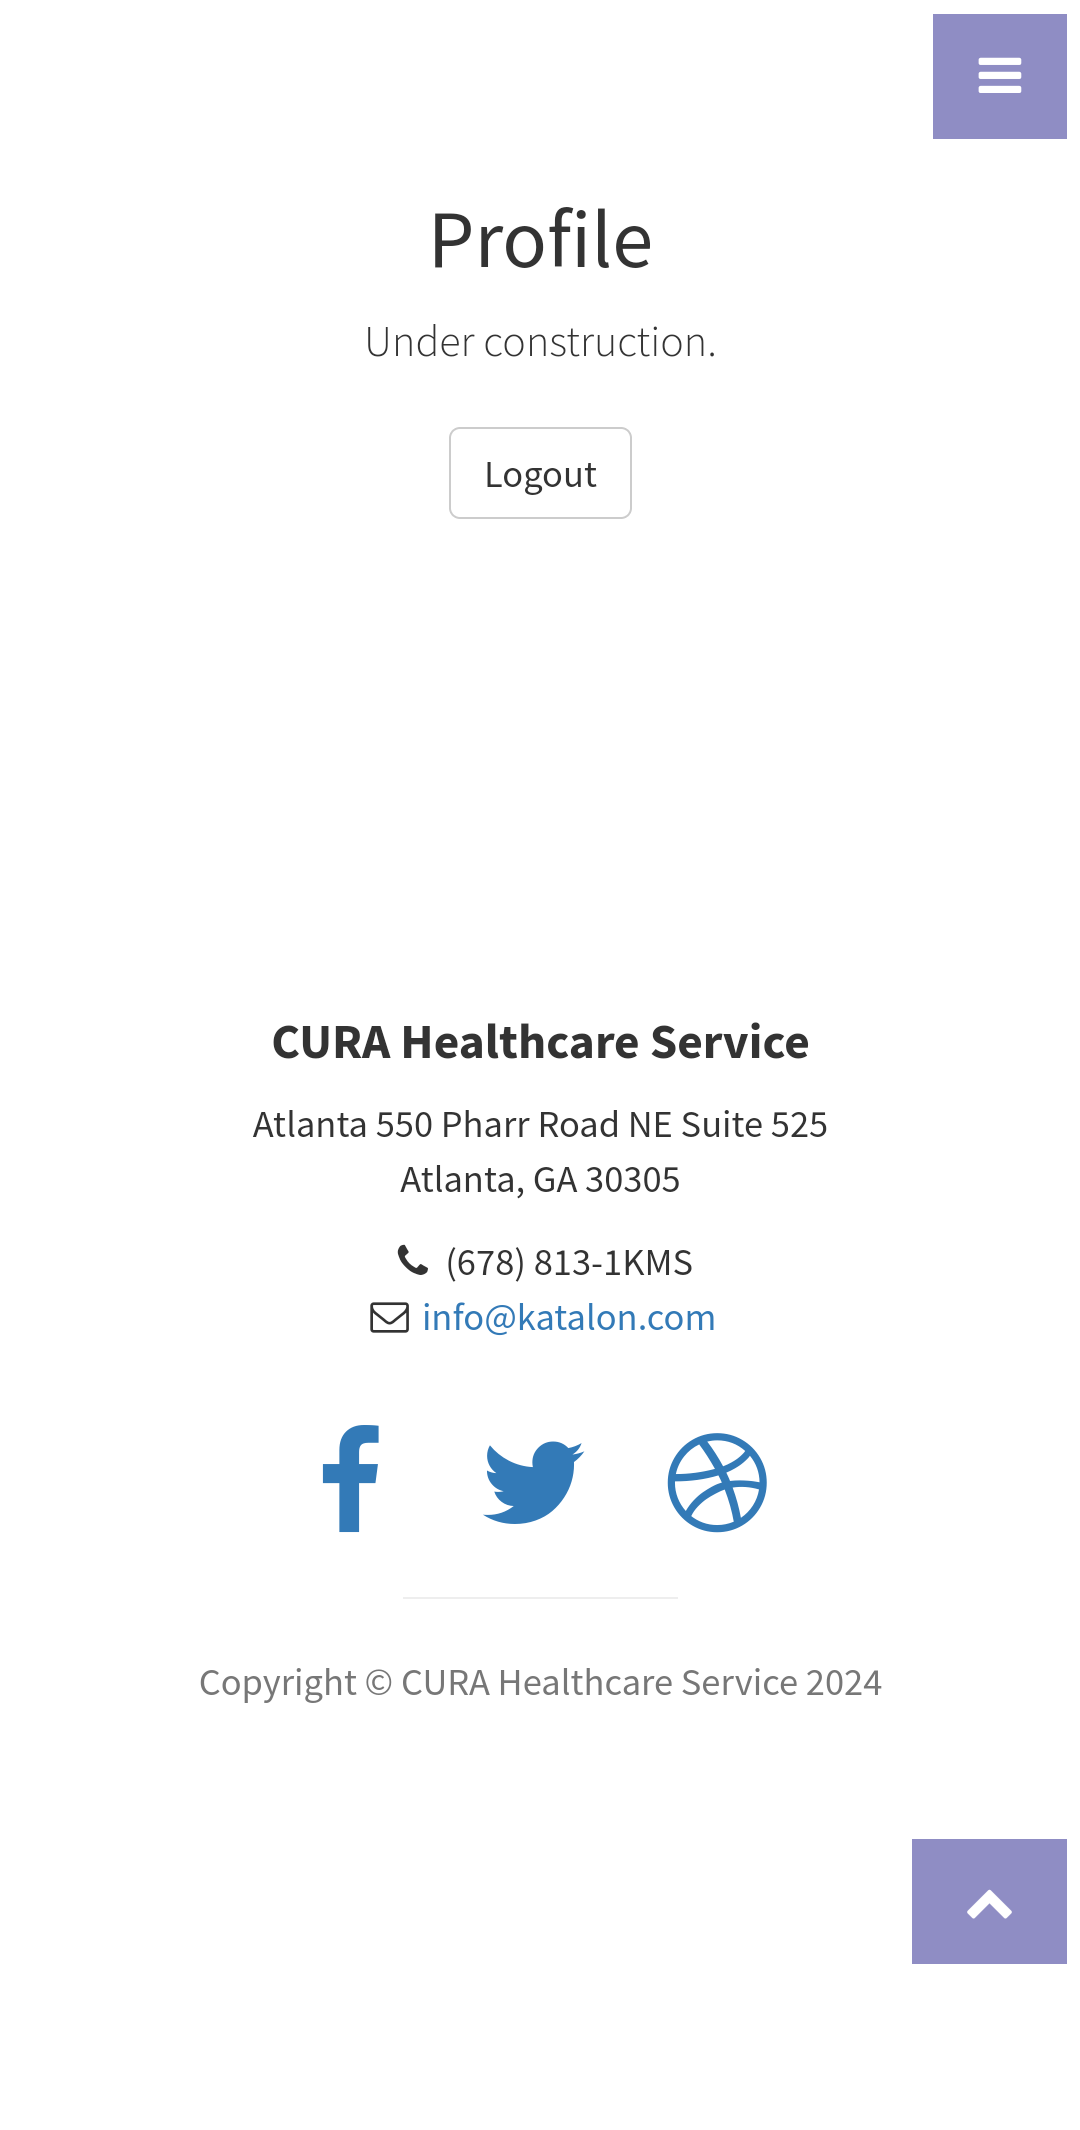 Profile
Under construction.
Logout
CURA Healthcare Service
Atlanta 550 Pharr Road NE Suite 525
Atlanta, GA 30305
(678) 813-1KMS
info@katalon.com
Copyright © CURA Healthcare Service 2024